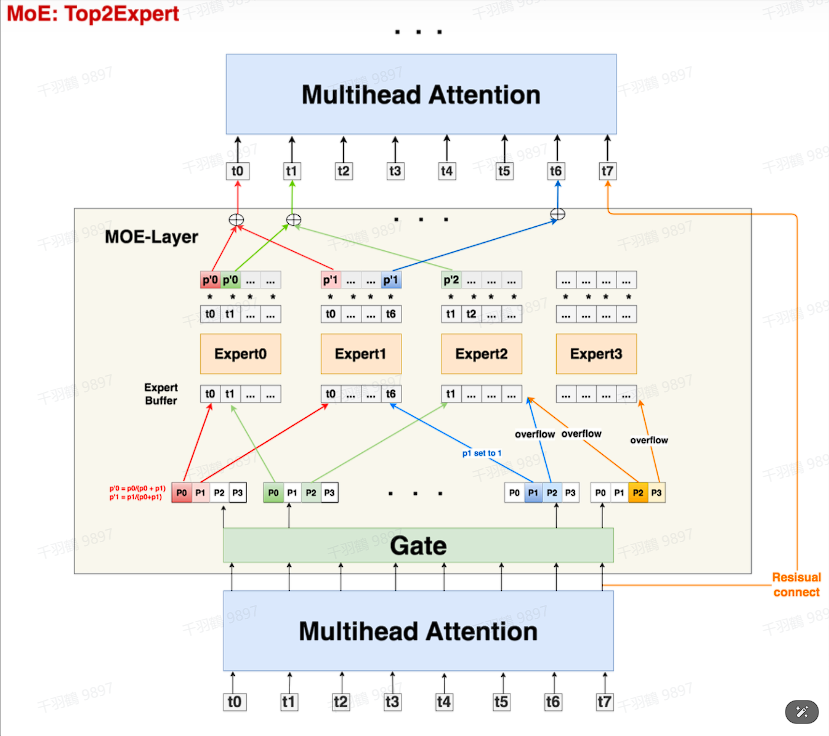 MoE: Top2Expert
. . .
Multihead Attention
t0 t1 t2 t3 t4 t5 t6 t7
MOE-Layer
. . .
p'0 p'0 ... ... p'1 ... ... p'1 p'2 ... ... ... ... ... ... ...
* * * * * * * * * * * * * * * *
t0 t1 ... ... t0 ... ... t6 t1 t2 ... ... ... ... ... ...
Expert0 Expert1 Expert2 Expert3
Expert
Buffer
t0 t1 ... ... t0 ... ... t6 t1 ... ... ... ... ... ... ...
overflow overflow overflow
p1 set to 1
p'0 = p0/(p0 + p1)
p'1 = p1/(p0+p1)
P0 P1 P2 P3 P0 P1 P2 P3 . . . P0 P1 P2 P3 P0 P1 P2 P3
Gate
Resisual
connect
Multihead Attention
t0 t1 t2 t3 t4 t5 t6 t7
千羽鶴 9897